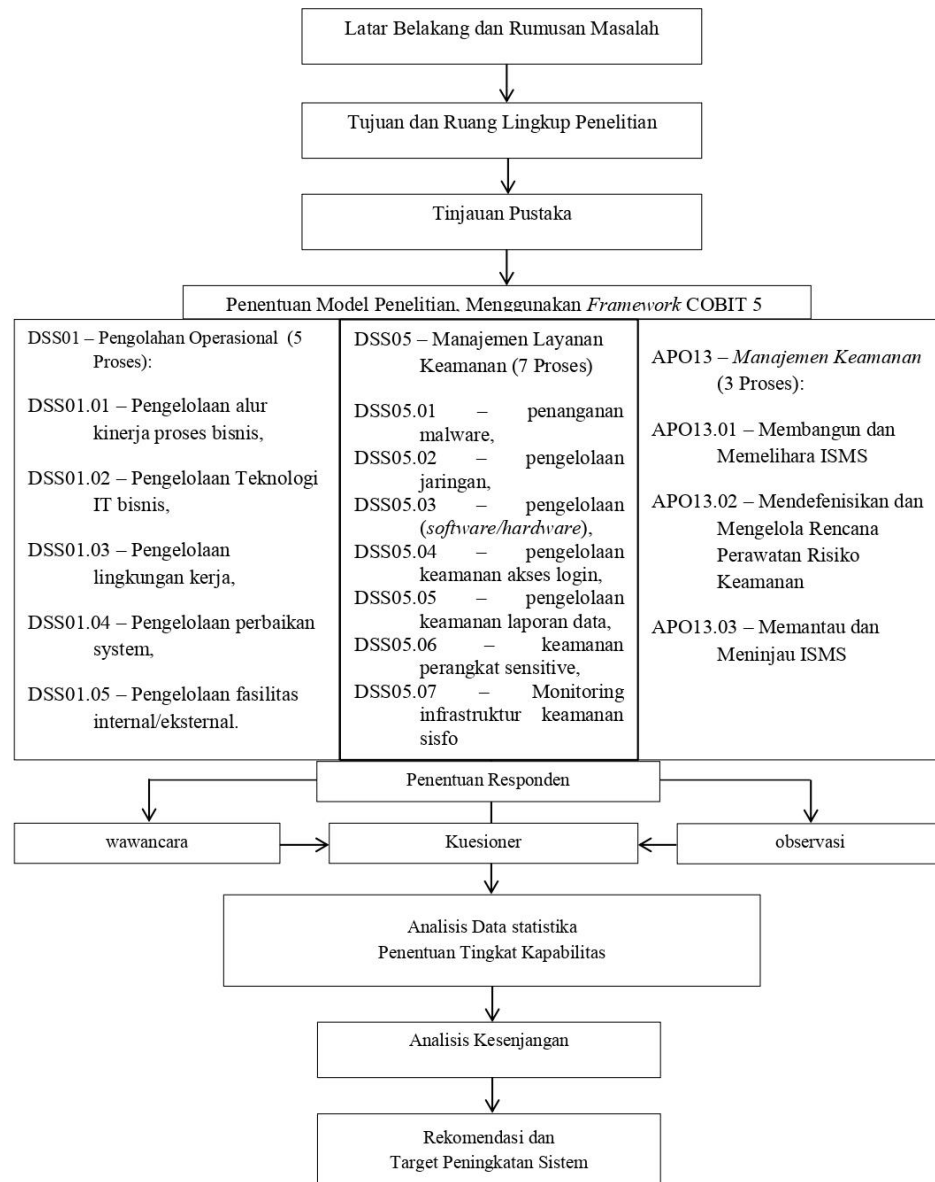 Latar Belakang dan Rumusan Masalah
Tujuan dan Ruang Lingkup Penelitian
Tinjauan Pustaka
Penentuan Model Penelitian, Menggunakan Framework COBIT 5
DSS01 – Pengolahan Operasional (5
Proses):
DSS01.01 – Pengelolaan alur
kinerja proses bisnis,
DSS01.02 – Pengelolaan Teknologi
IT bisnis,
DSS01.03 – Pengelolaan
lingkungan kerja,
DSS01.04 – Pengelolaan perbaikan
system,
DSS01.05 – Pengelolaan fasilitas
internal/eksternal.
DSS05 – Manajemen Layanan
Keamanan (7 Proses)
DSS05.01 – penanganan
malware,
DSS05.02 – pengelolaan
jaringan,
DSS05.03 – pengelolaan
(software/hardware),
DSS05.04 – pengelolaan
keamanan akses login,
DSS05.05 – pengelolaan
keamanan laporan data,
DSS05.06 – keamanan
perangkat sensitive,
DSS05.07 – Monitoring
infrastruktur keamanan
sisfo
APO13 – Manajemen Keamanan
(3 Proses):
APO13.01 – Membangun dan
Memelihara ISMS
APO13.02 – Mendefenisikan dan
Mengelola Rencana
Perawatan Risiko
Keamanan
APO13.03 – Memantau dan
Meninjau ISMS
Penentuan Responden
wawancara
Kuesioner
observasi
Analisis Data statistika
Penentuan Tingkat Kapabilitas
Analisis Kesenjangan
Rekomendasi dan
Target Peningkatan Sistem